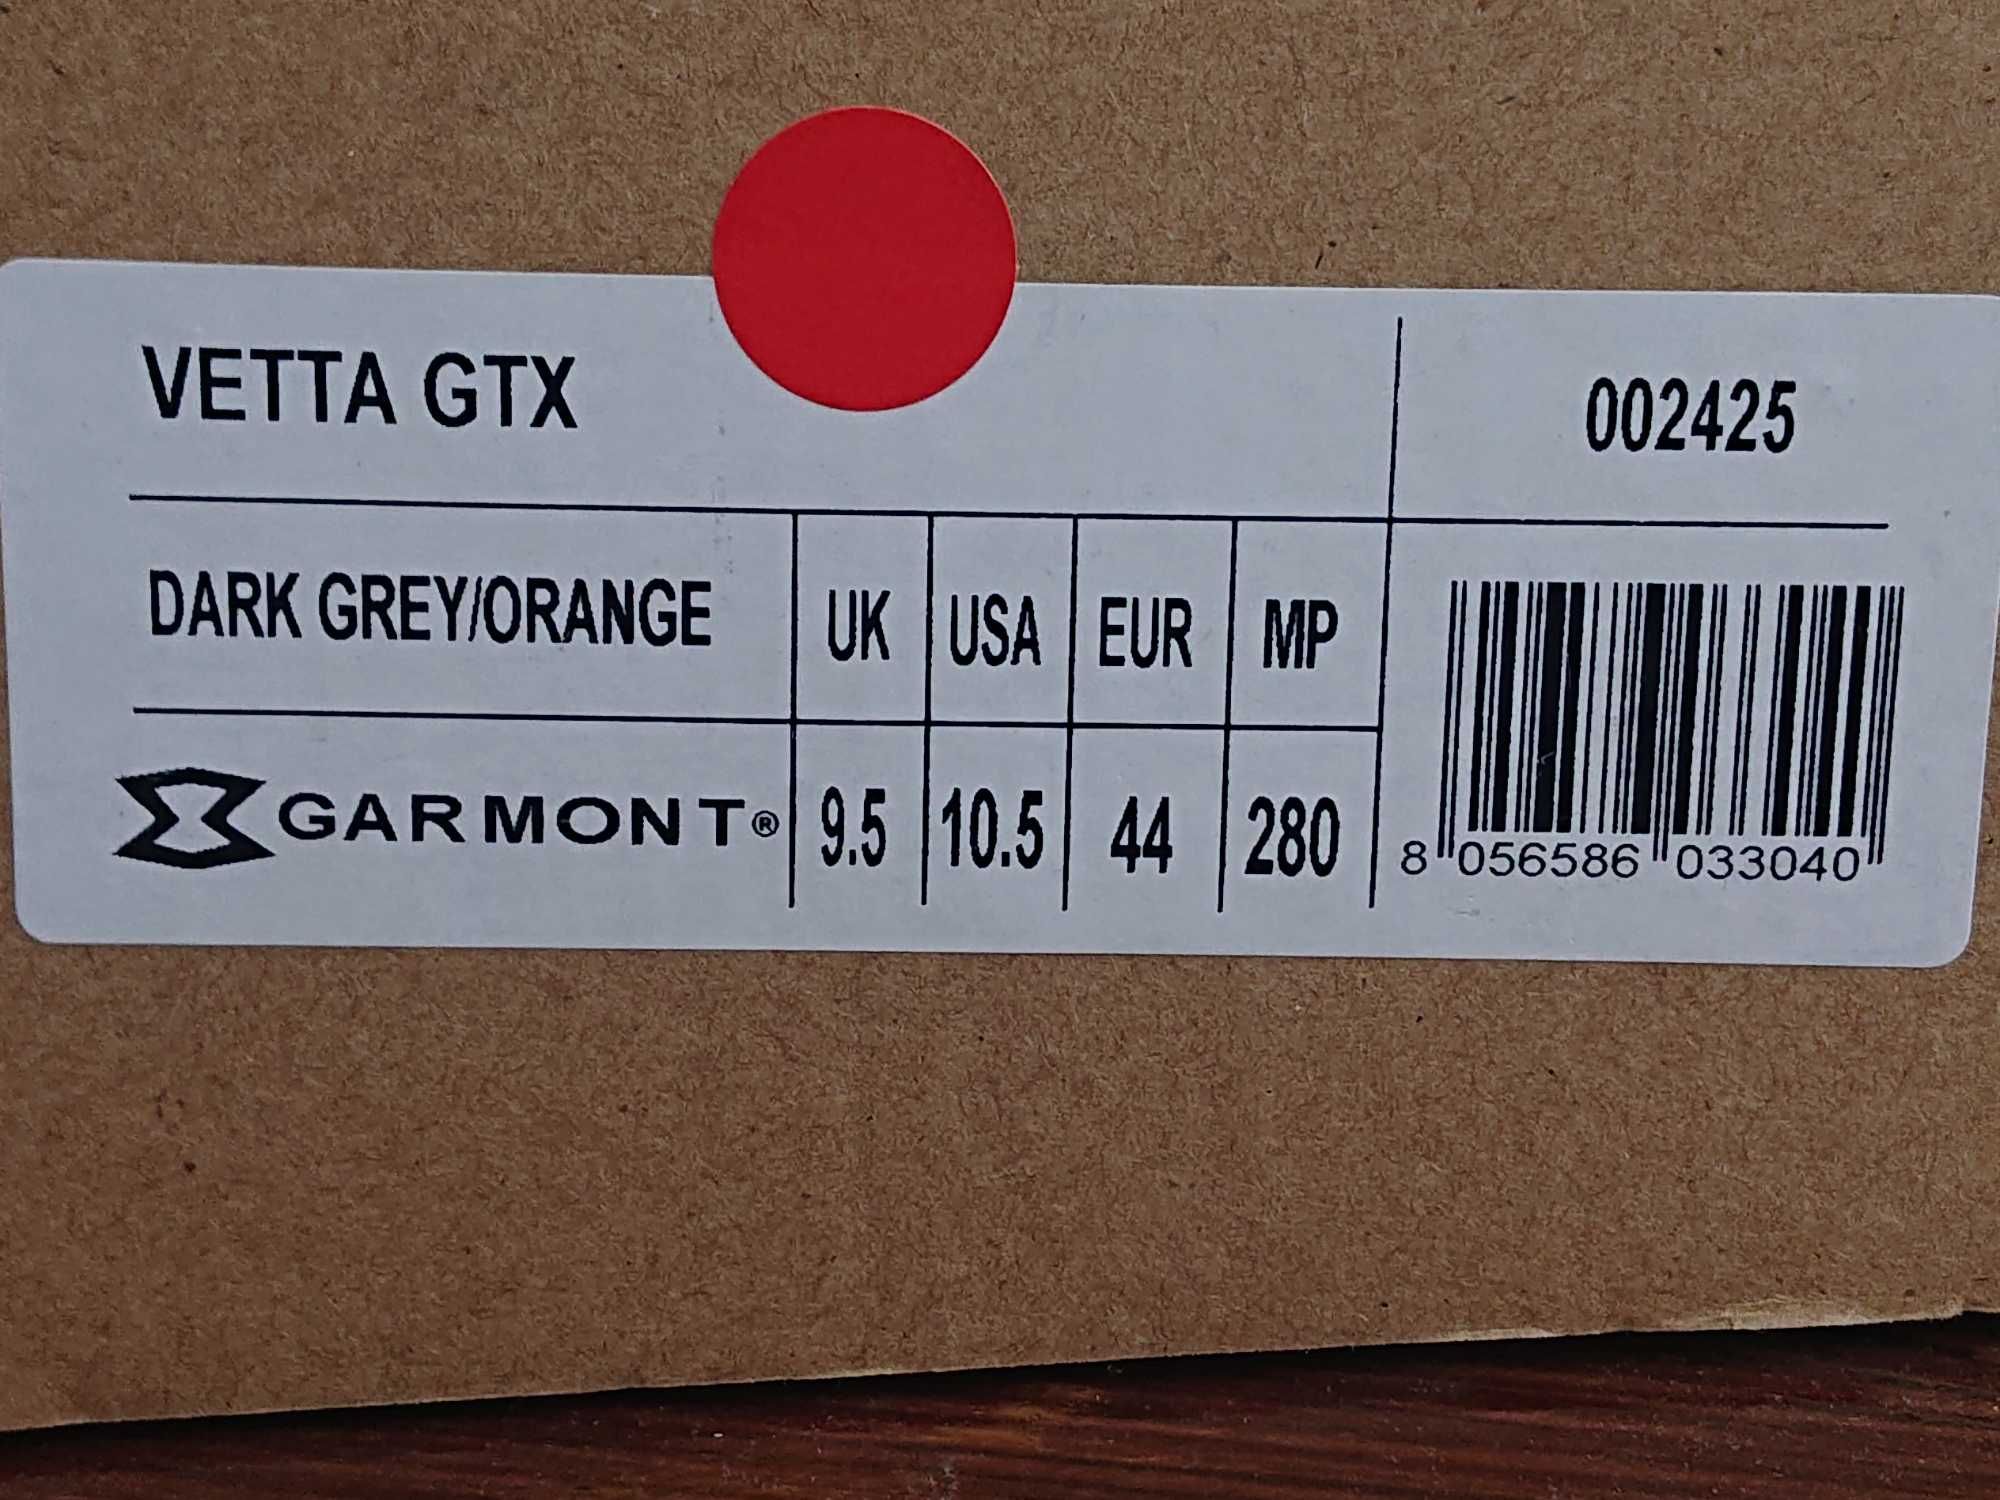 VETTA GTX
002425
DARK GREY/ORANGE
UK USA EUR MP
GARMONT®
9.5 10.5 44 280
8 056586 033040